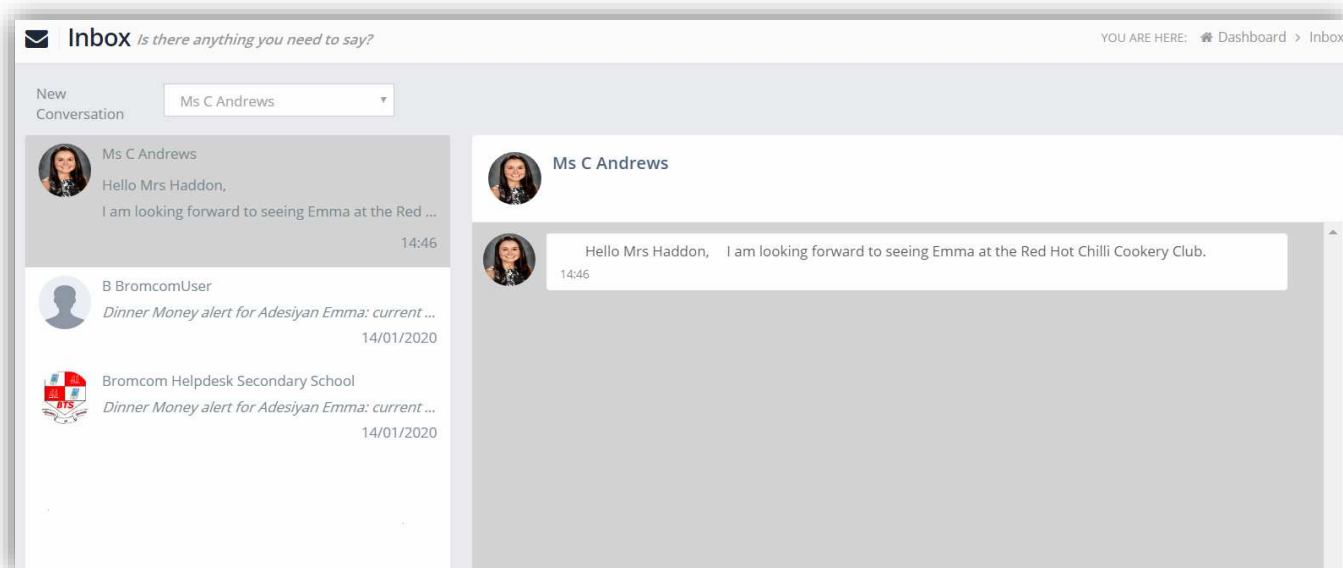 Inbox Is there anything you need to say?
YOU ARE HERE: Dashboard > Inbox
New
Conversation
Ms C Andrews
Ms C Andrews
Hello Mrs Haddon,
I am looking forward to seeing Emma at the Red ...
14:46
B BromcomUser
Dinner Money alert for Adesiyan Emma: current ...
14/01/2020
BTS
Bromcom Helpdesk Secondary School
Dinner Money alert for Adesiyan Emma: current ...
14/01/2020
Ms C Andrews
Hello Mrs Haddon, I am looking forward to seeing Emma at the Red Hot Chilli Cookery Club.
14:46